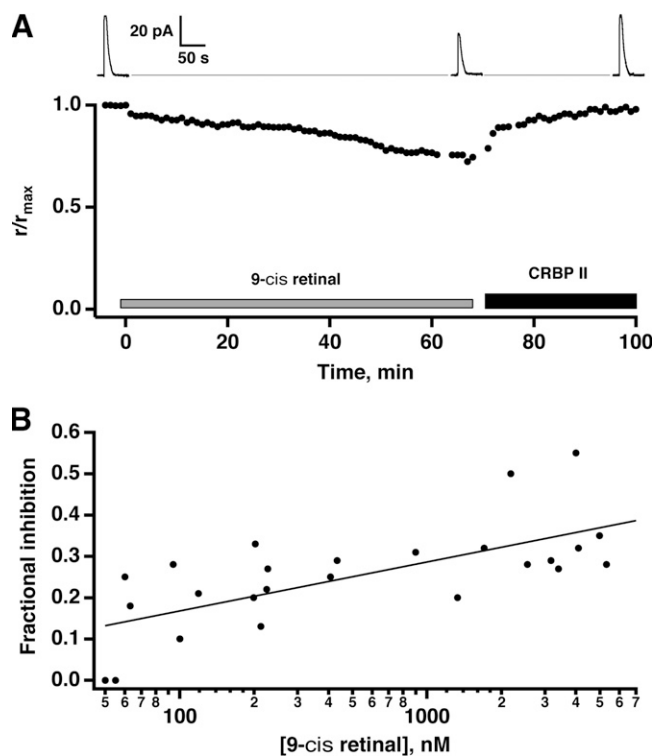 A
20 pA
50 s
1.0
0.5
0.0
r/rmax
9-cis retinal
CRBP II
0 20 40 60 80 100
Time, min
B
0.6
0.5
0.4
0.3
0.2
0.1
0.0
Fractional inhibition
5 6 7 8 2 3 4 5 6 7 8 2 3 4 5 6 7
100 1000
[9-cis retinal], nM